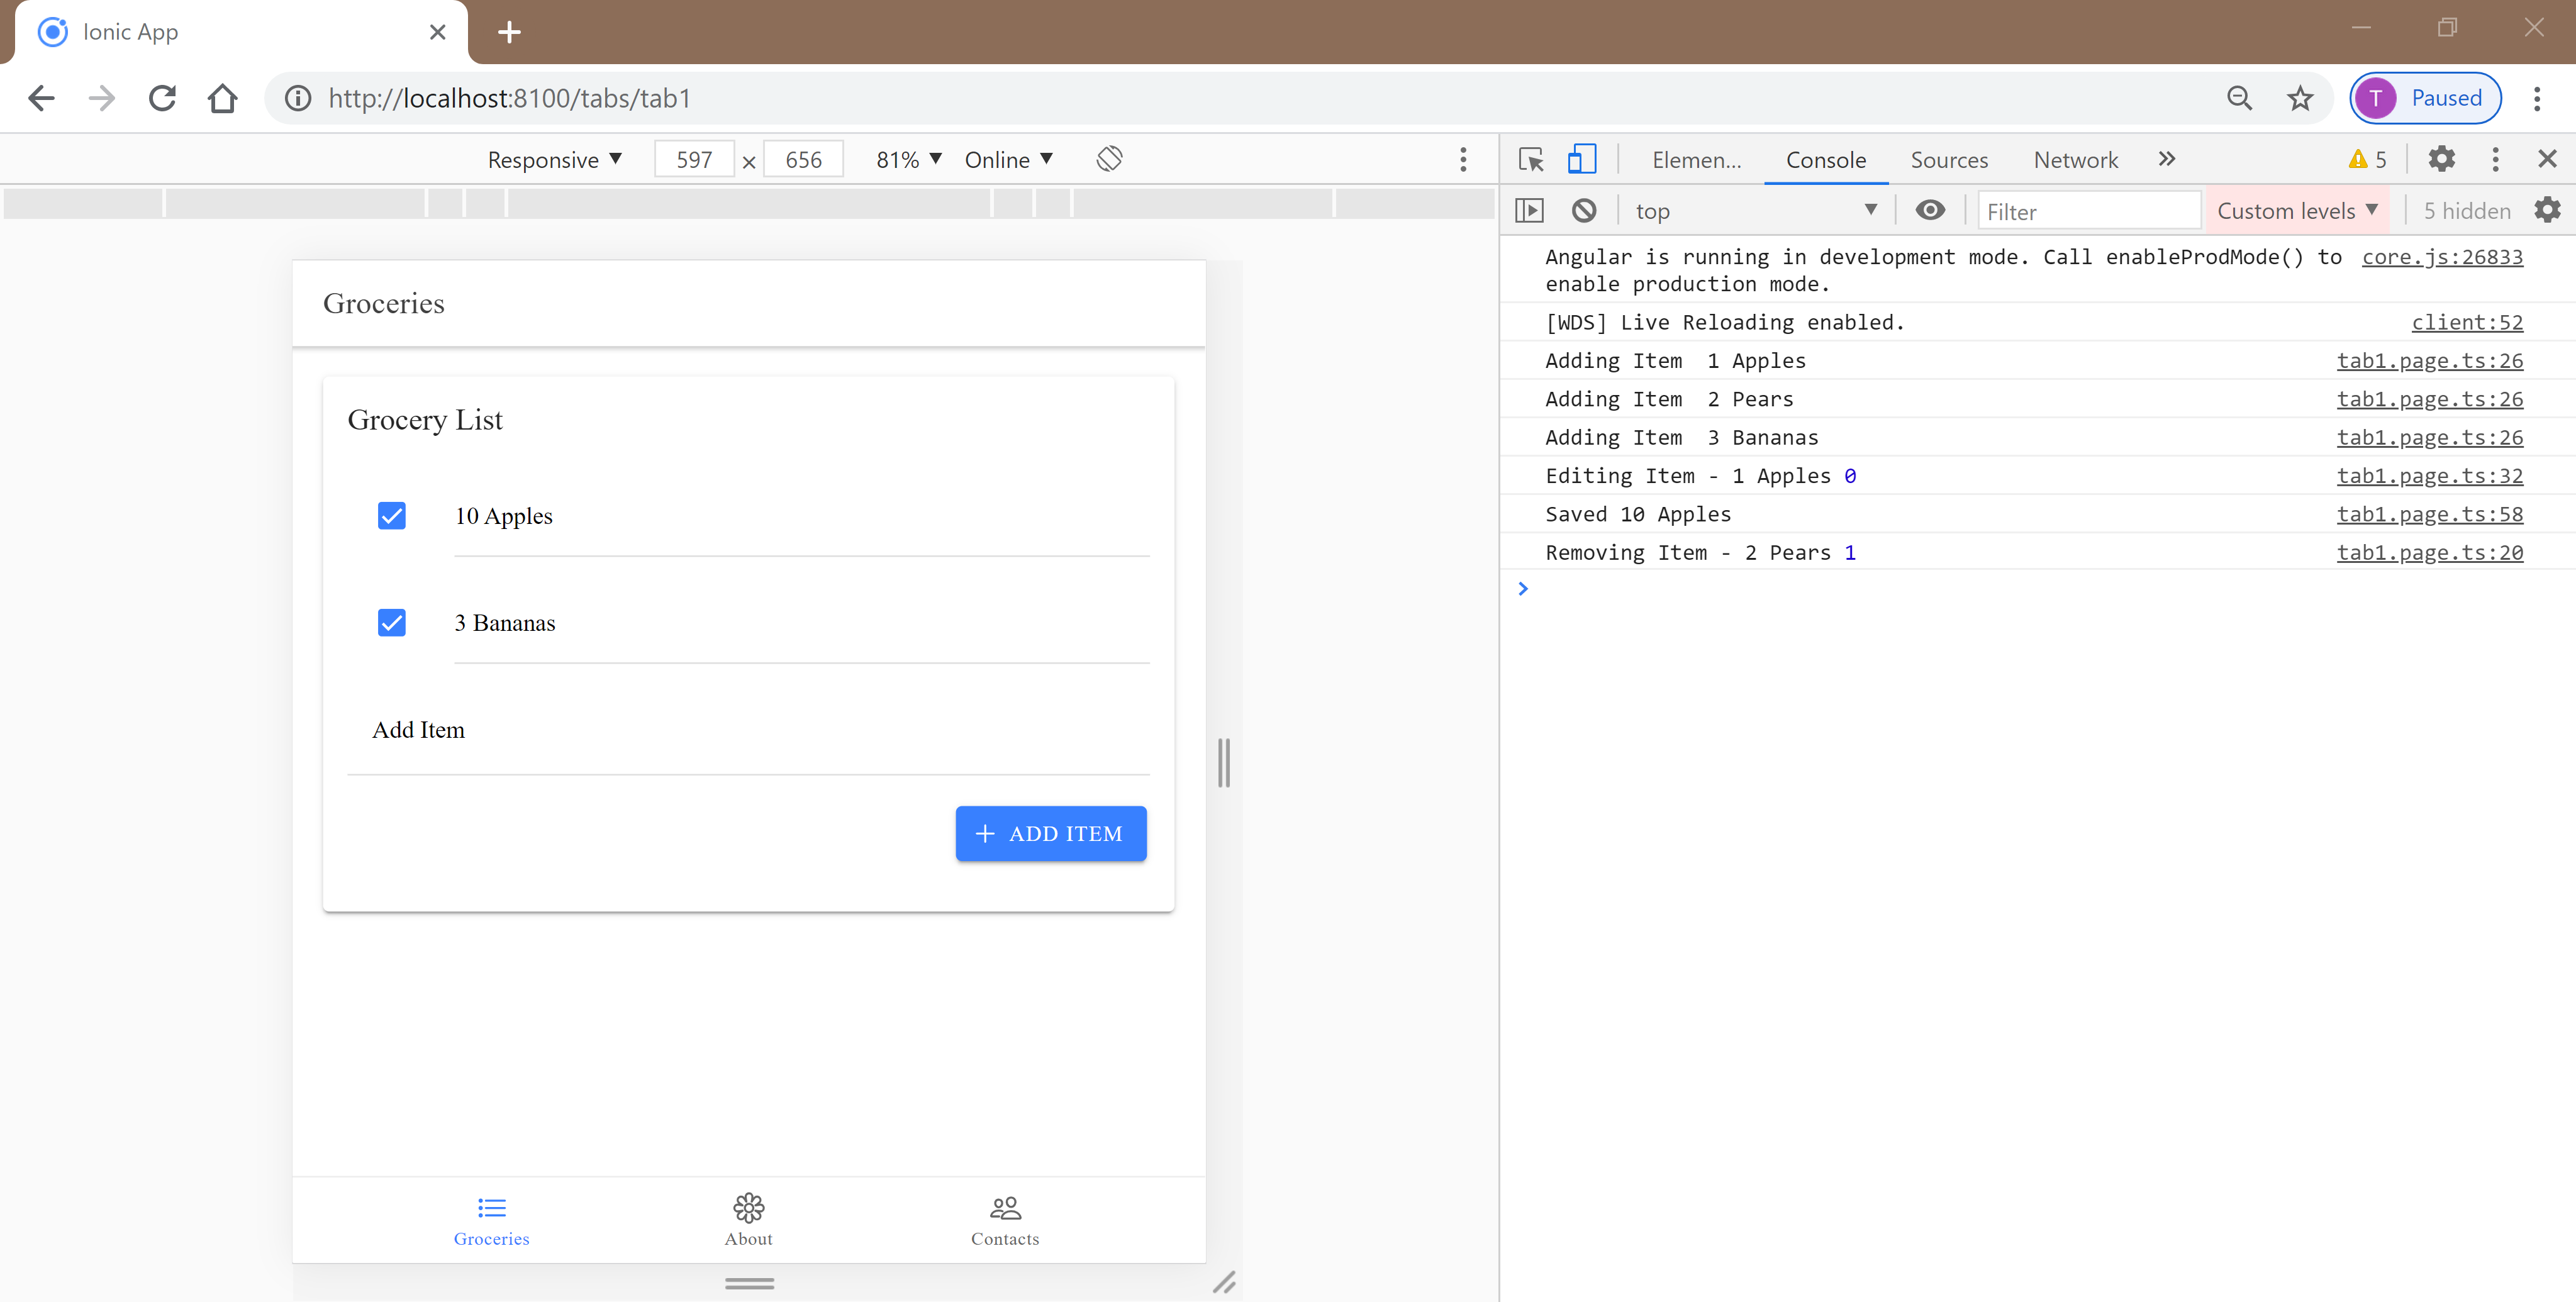 Ionic App
http://localhost:8100/tabs/tab1
T Paused
Responsive 597 × 656 81% Online
Elemen... Console Sources Network » 5
top Filter Custom levels 5 hidden
Groceries
Grocery List
10 Apples
3 Bananas
Add Item
+ ADD ITEM
Groceries About Contacts
Angular is running in development mode. Call enableProdMode() to core.js:26833
enable production mode.
[WDS] Live Reloading enabled. client:52
Adding Item  1 Apples tab1.page.ts:26
Adding Item  2 Pears tab1.page.ts:26
Adding Item  3 Bananas tab1.page.ts:26
Editing Item - 1 Apples 0 tab1.page.ts:32
Saved 10 Apples tab1.page.ts:58
Removing Item - 2 Pears 1 tab1.page.ts:20